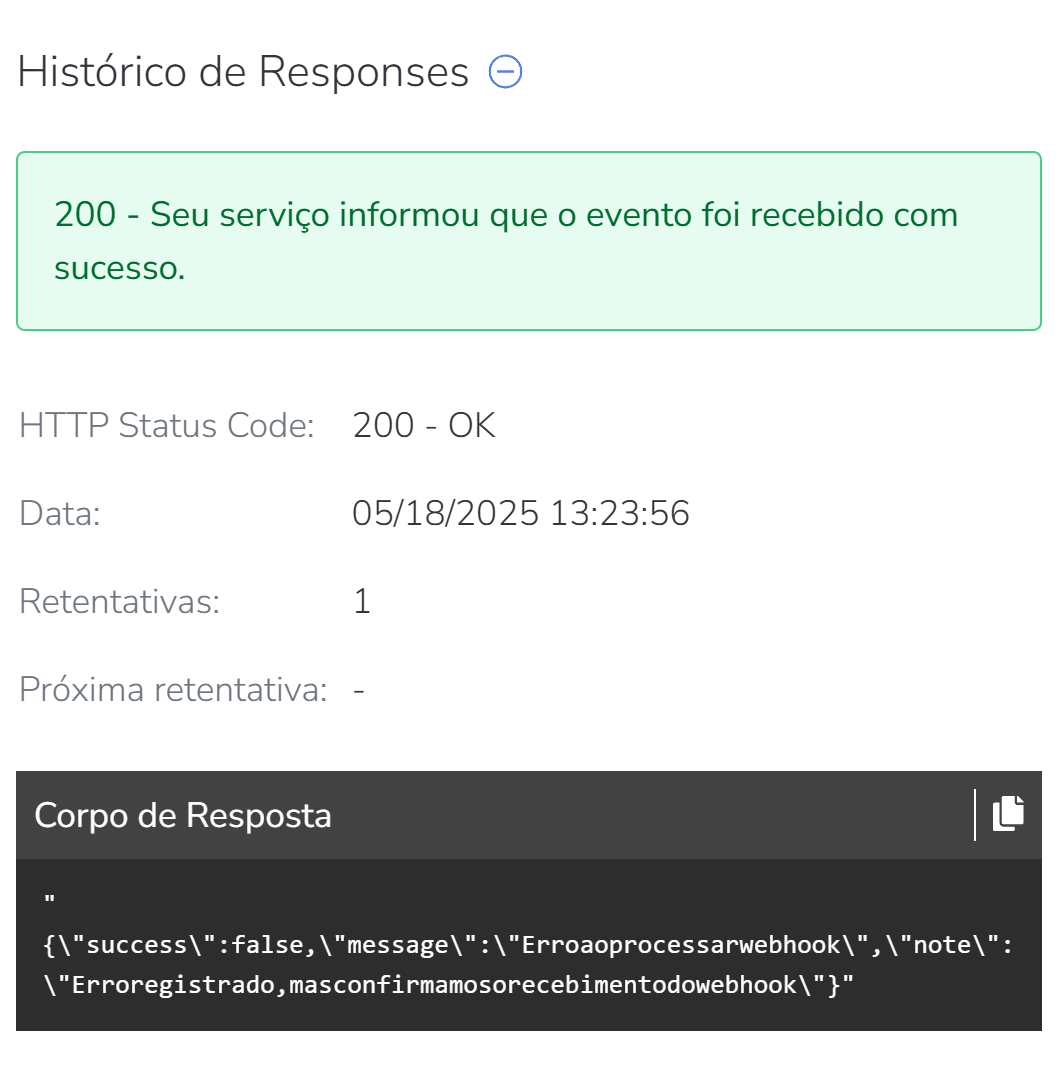 Histórico de Responses
200 - Seu serviço informou que o evento foi recebido com
sucesso.
HTTP Status Code: 200 - OK
Data: 05/18/2025 13:23:56
Retentativas: 1
Próxima retentativa: -
Corpo de Resposta
"
{\"success\":false,\"message\":\"Erroaoprocessarwebhook\",\"note\":
\"Erroregistrado,masconfirmamosorecebimentodowebhook\"}"